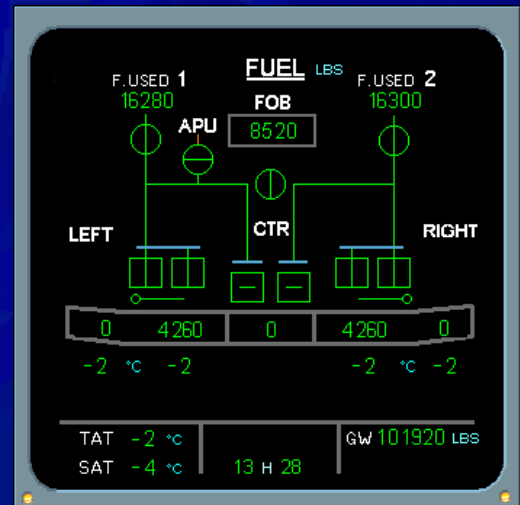 FUEL LBS
F.USED 1
F.USED 2
16280
FOB
16300
APU
8520
LEFT
CTR
RIGHT
0 4260 0 4260 0
-2 °C -2 -2 °C -2
TAT -2 °C
GW 101920 LBS
SAT -4 °C
13 H 28